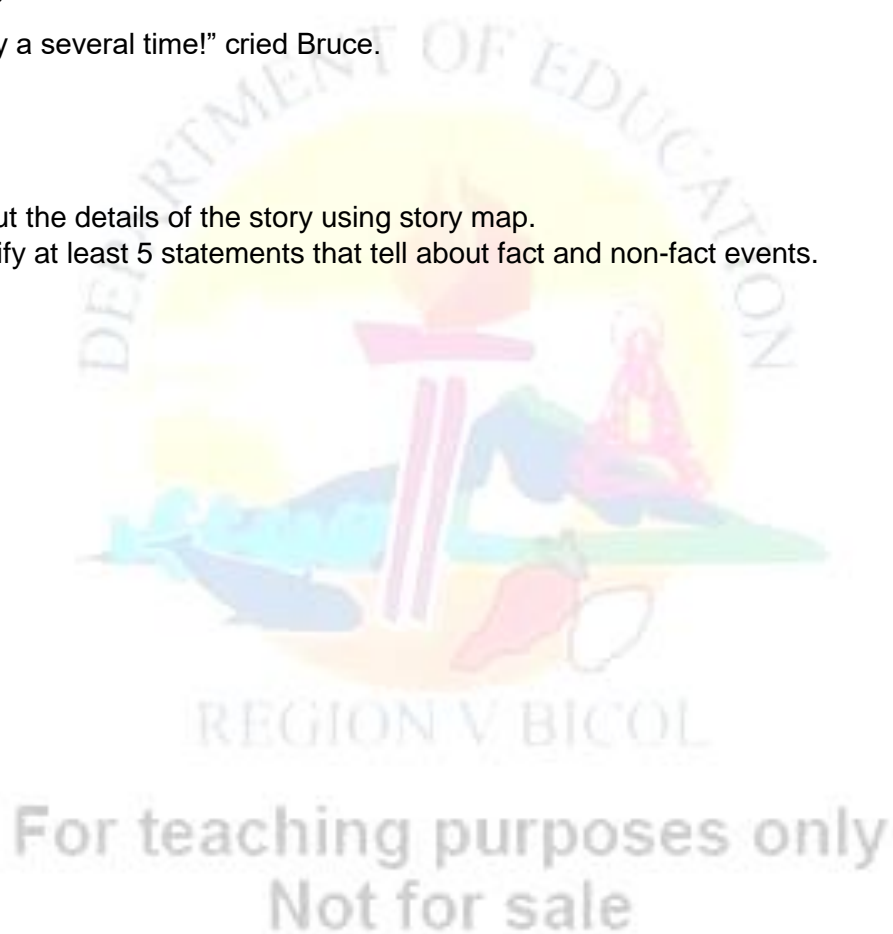 y a several time!” cried Bruce.
ut the details of the story using story map.
ify at least 5 statements that tell about fact and non-fact events.
DEPARTMENT OF EDUCATION
REGION V BICOL
For teaching purposes only
Not for sale